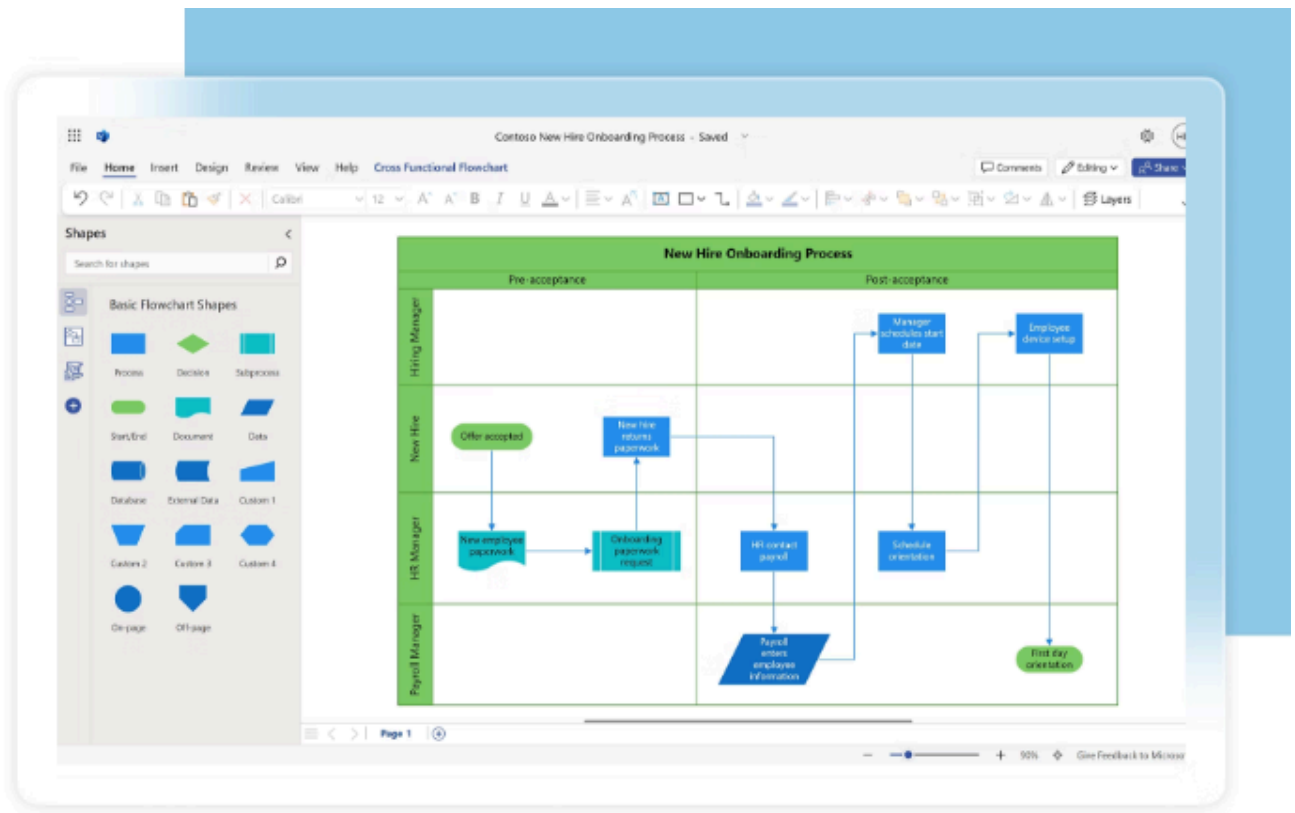 Contoso New Hire Onboarding Process - Saved
File Home Insert Design Review View Help Cross Functional Flowchart
Comments Editing Share
Calibri 12 A A B I U A A A Layers
Shapes
Search for shapes
Basic Flowchart Shapes
Process Decision Subprocess
Start/End Document Data
Database External Data Custom 1
Custom 2 Custom 3 Custom 4
On-page Off-page
New Hire Onboarding Process
Pre-acceptance Post-acceptance
Hiring Manager
Manager
schedules start
date
Employee
device setup
New Hire
Offer accepted
New hire
returns
paperwork
HR Manager
New employee
paperwork
Onboarding
paperwork
request
HR contact
payroll
Schedule
orientation
Payroll Manager
Payroll
enters
employee
information
First day
orientation
Page 1
90% Give Feedback to Microso